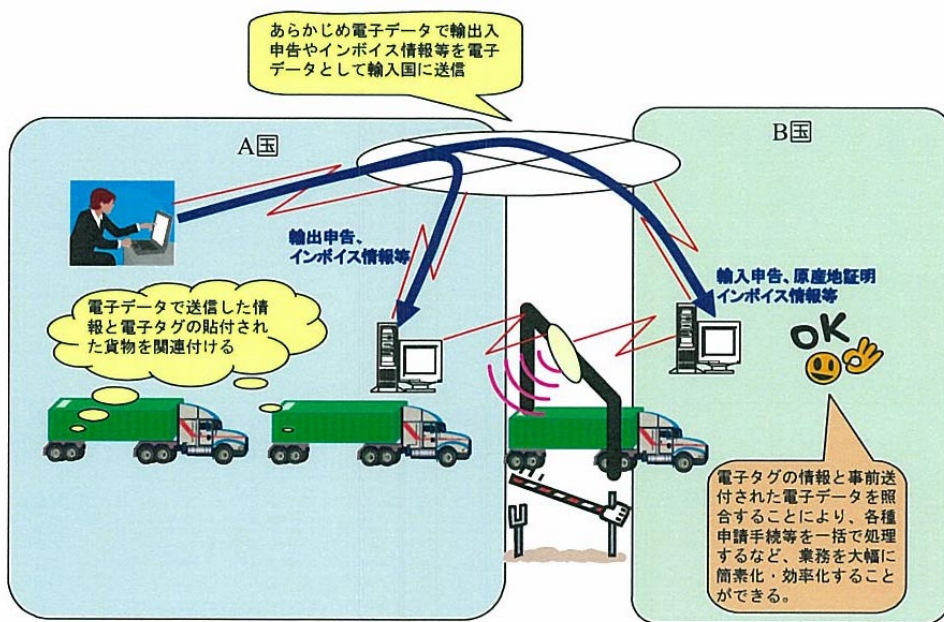 あらかじめ電子データで輸出入
申告やインボイス情報等を電子
データとして輸入国に送信
A国
B国
輸出申告、
インボイス情報等
輸入申告、原産地証明
インボイス情報等
電子データで送信した情
報と電子タグの貼付され
た貨物を関連付ける
OK
電子タグの情報と事前送
付された電子データを照
合することにより、各種
申請手続等を一括で処理
するなど、業務を大幅に
簡素化・効率化すること
ができる。